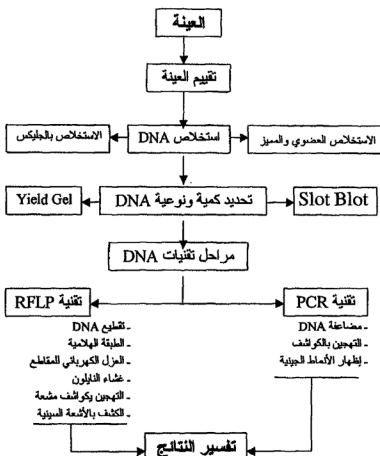 العينة
تقييم العينة
الاستخلاص العضوي والمميز
استخلاص DNA
الاستخلاص بالجليكس
Slot Blot
تحديد كمية ونوعية DNA
Yield Gel
مراحل تقنيات DNA
تقنية PCR
- مضاعفة DNA
- التهجين بالكواشف
- إظهار الأنماط الجينية
تقنية RFLP
- تقطيع DNA
- الطبقة الهلامية
- العزل الكهربائي للمقاطع
- غشاء النايلون
- التهجين بكواشف مشعة
- الكشف بالأشعة السينية
تفسير النتائج